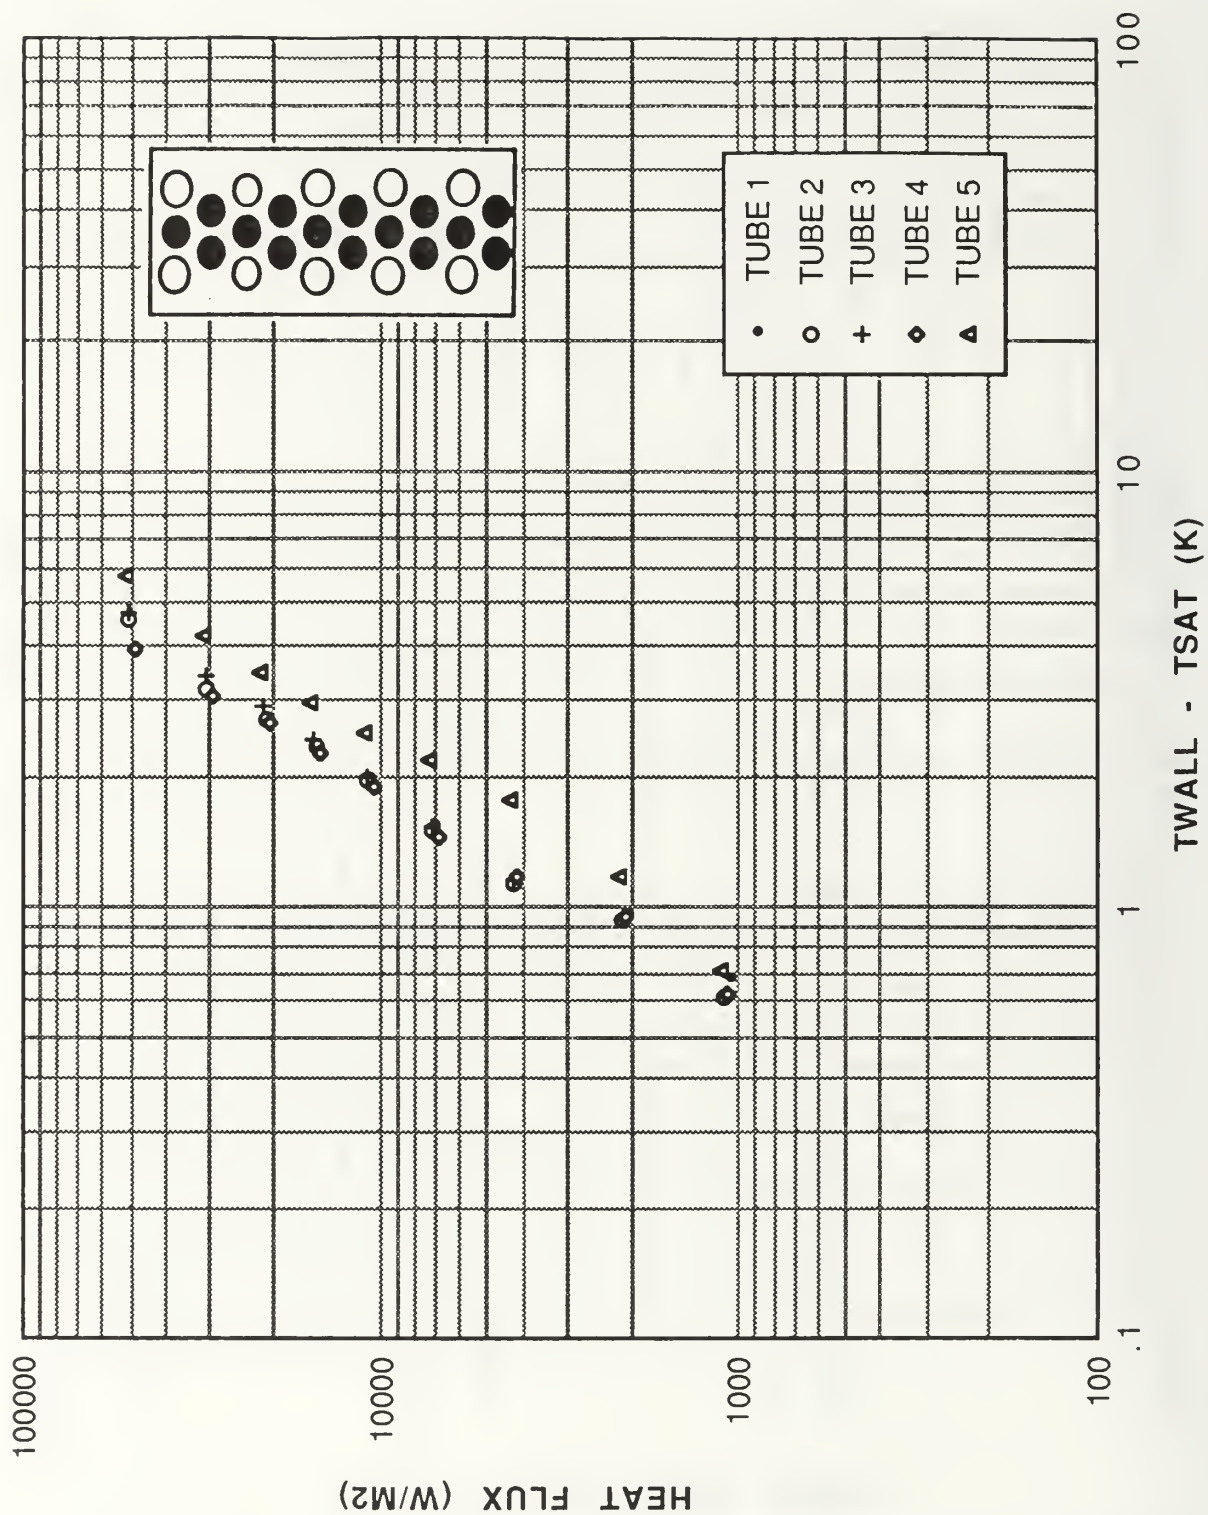 HEAT FLUX (W/M2)
100000
10000
1000
100
.1
1
10
100
TWALL - TSAT (K)
TUBE 1
TUBE 2
TUBE 3
TUBE 4
TUBE 5